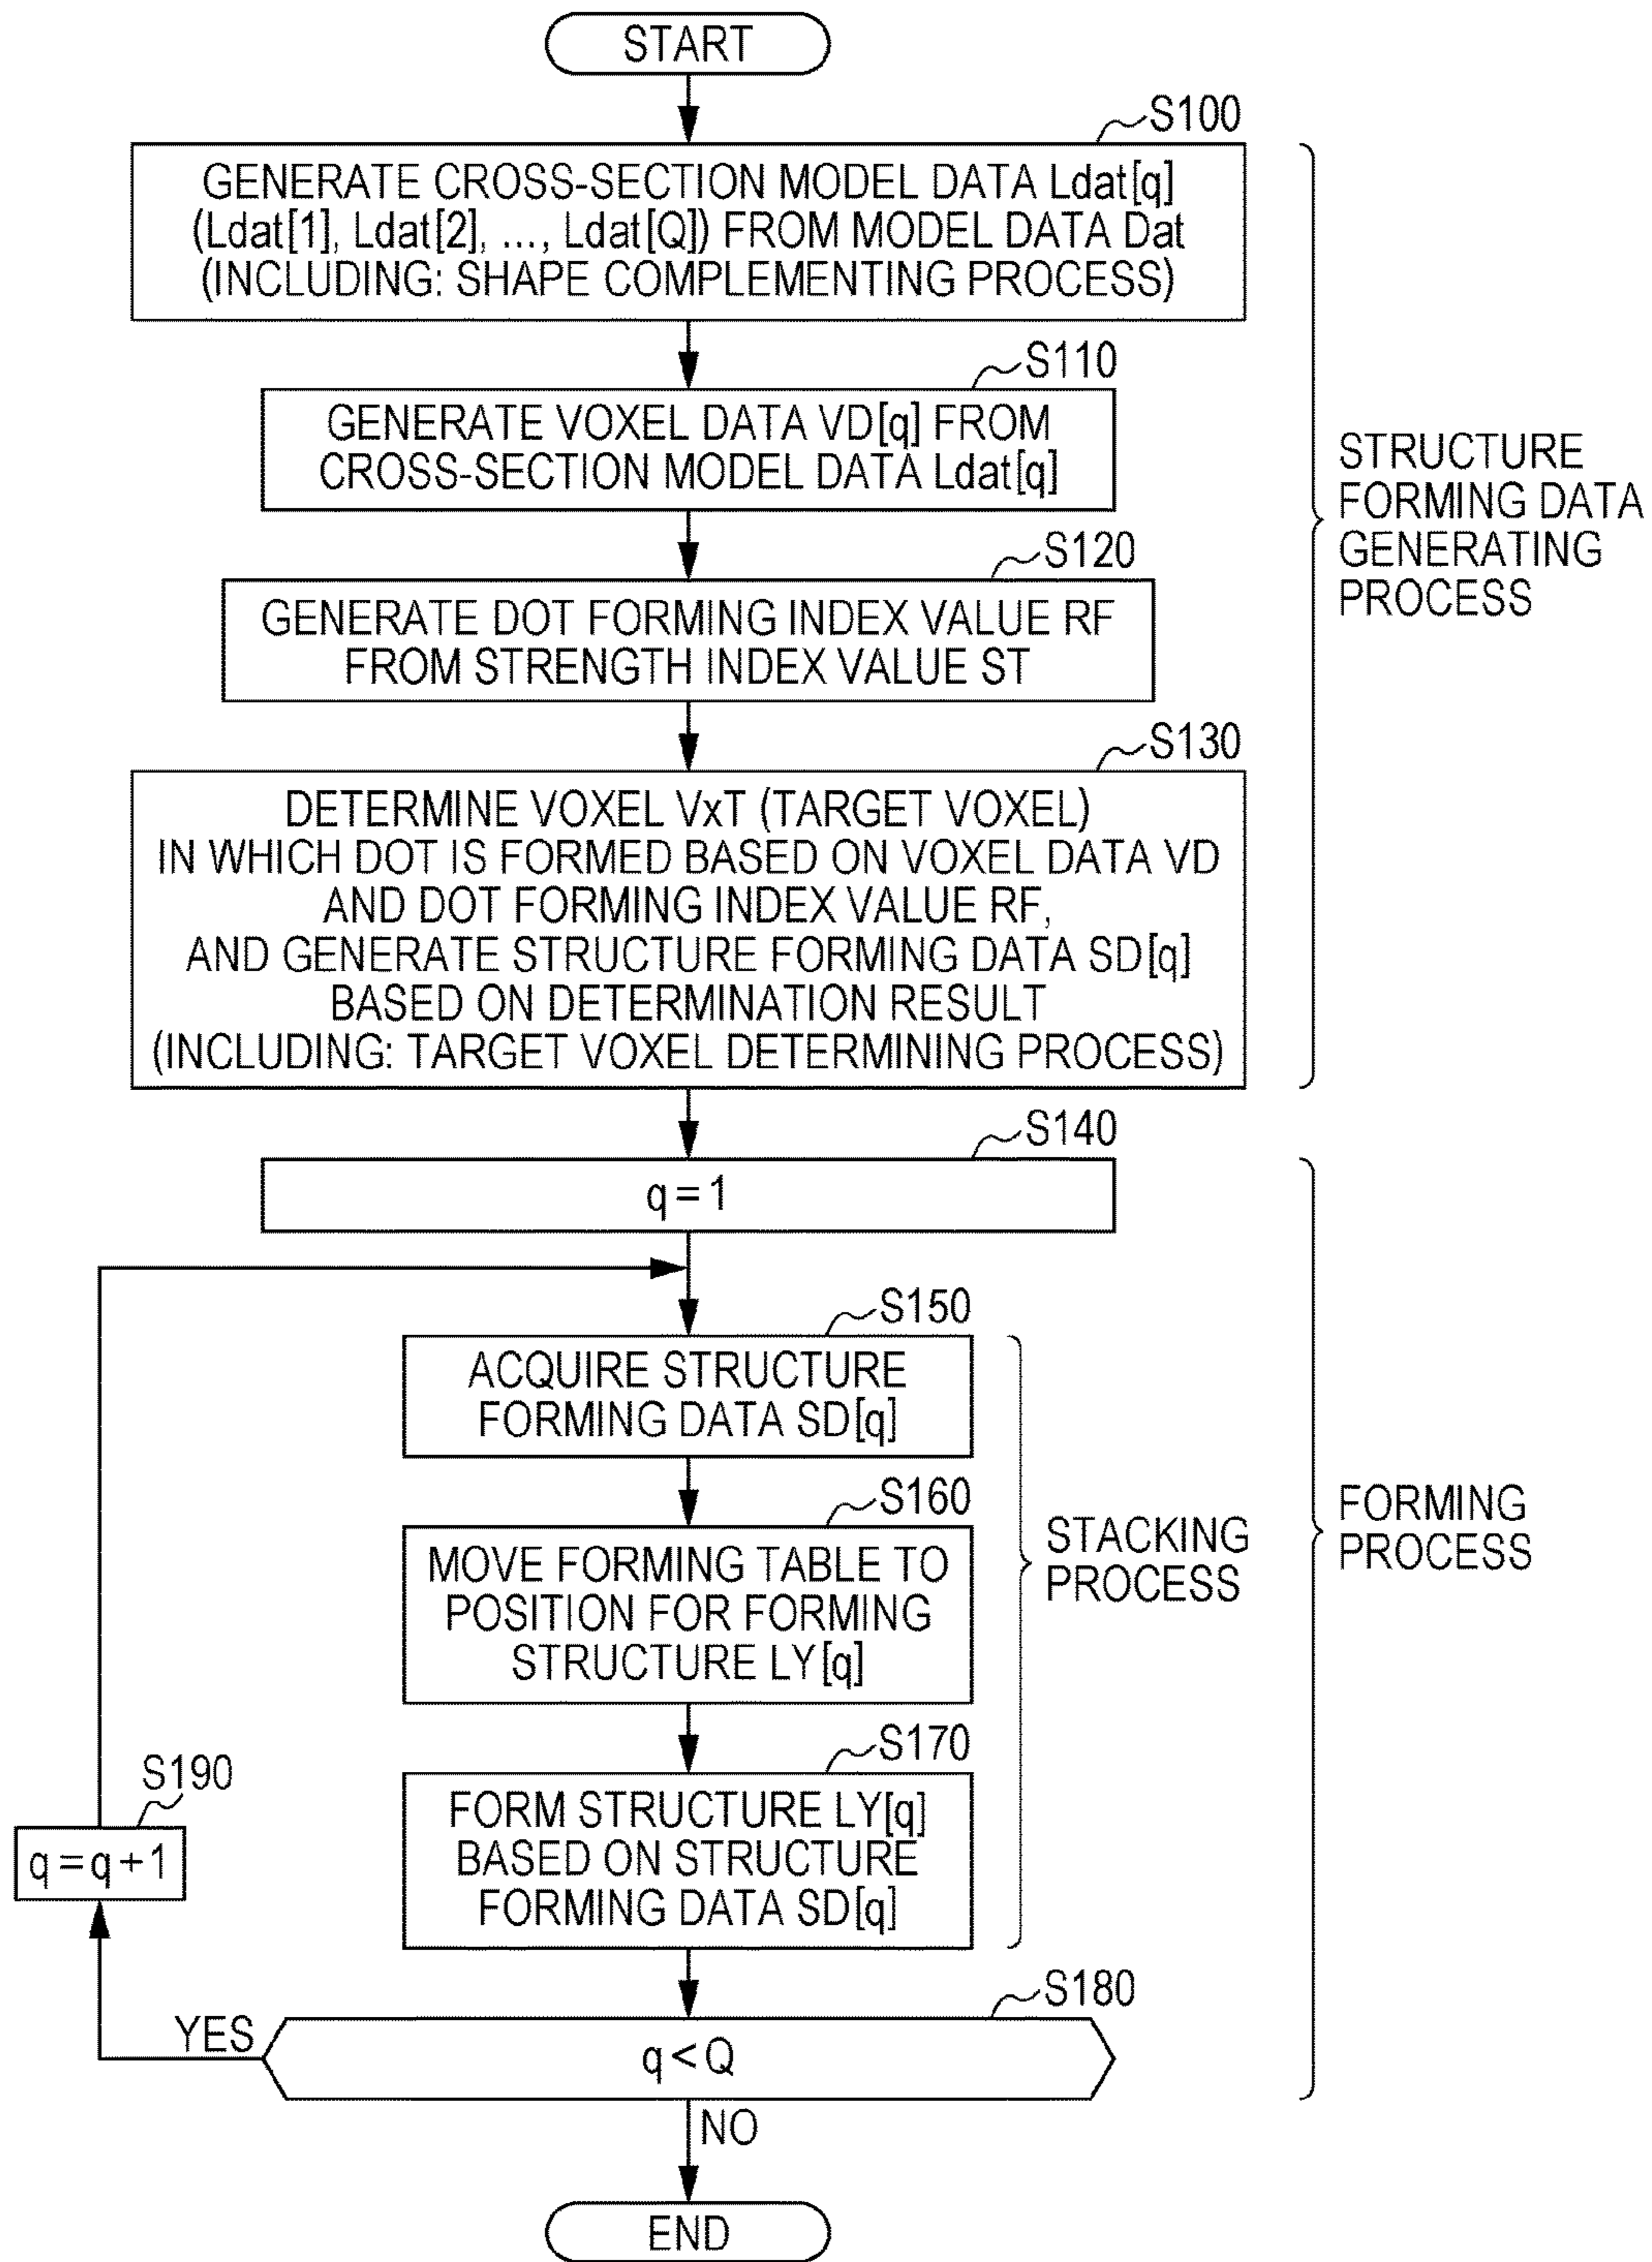 START
S100
GENERATE CROSS-SECTION MODEL DATA Ldat[q]
(Ldat[1], Ldat[2], ..., Ldat[Q]) FROM MODEL DATA Dat
(INCLUDING: SHAPE COMPLEMENTING PROCESS)
S110
GENERATE VOXEL DATA VD[q] FROM
CROSS-SECTION MODEL DATA Ldat[q]
S120
GENERATE DOT FORMING INDEX VALUE RF
FROM STRENGTH INDEX VALUE ST
S130
DETERMINE VOXEL VxT (TARGET VOXEL)
IN WHICH DOT IS FORMED BASED ON VOXEL DATA VD
AND DOT FORMING INDEX VALUE RF,
AND GENERATE STRUCTURE FORMING DATA SD[q]
BASED ON DETERMINATION RESULT
(INCLUDING: TARGET VOXEL DETERMINING PROCESS)
STRUCTURE
FORMING DATA
GENERATING
PROCESS
S140
q = 1
S150
ACQUIRE STRUCTURE
FORMING DATA SD[q]
S160
MOVE FORMING TABLE TO
POSITION FOR FORMING
STRUCTURE LY[q]
S170
FORM STRUCTURE LY[q]
BASED ON STRUCTURE
FORMING DATA SD[q]
STACKING
PROCESS
FORMING
PROCESS
S180
q < Q
YES
S190
q = q + 1
NO
END